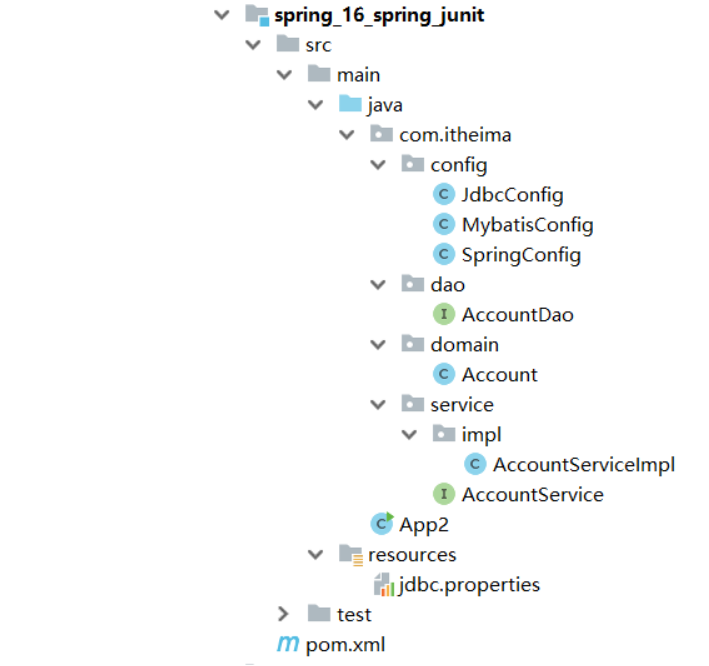 spring_16_spring_junit
src
main
java
com.itheima
config
C JdbcConfig
C MybatisConfig
C SpringConfig
dao
I AccountDao
domain
C Account
service
impl
C AccountServiceImpl
I AccountService
C App2
resources
jdbc.properties
test
m pom.xml